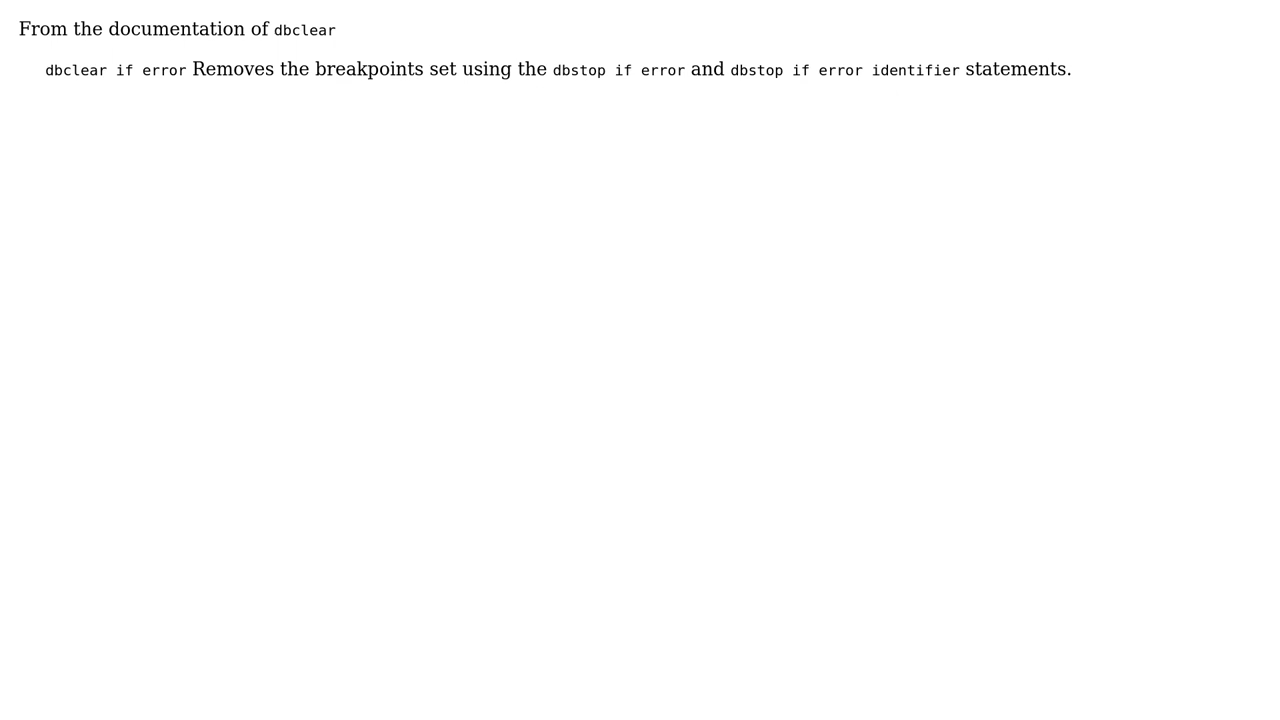 From the documentation of dbclear
dbclear if error Removes the breakpoints set using the dbstop if error and dbstop if error identifier statements.